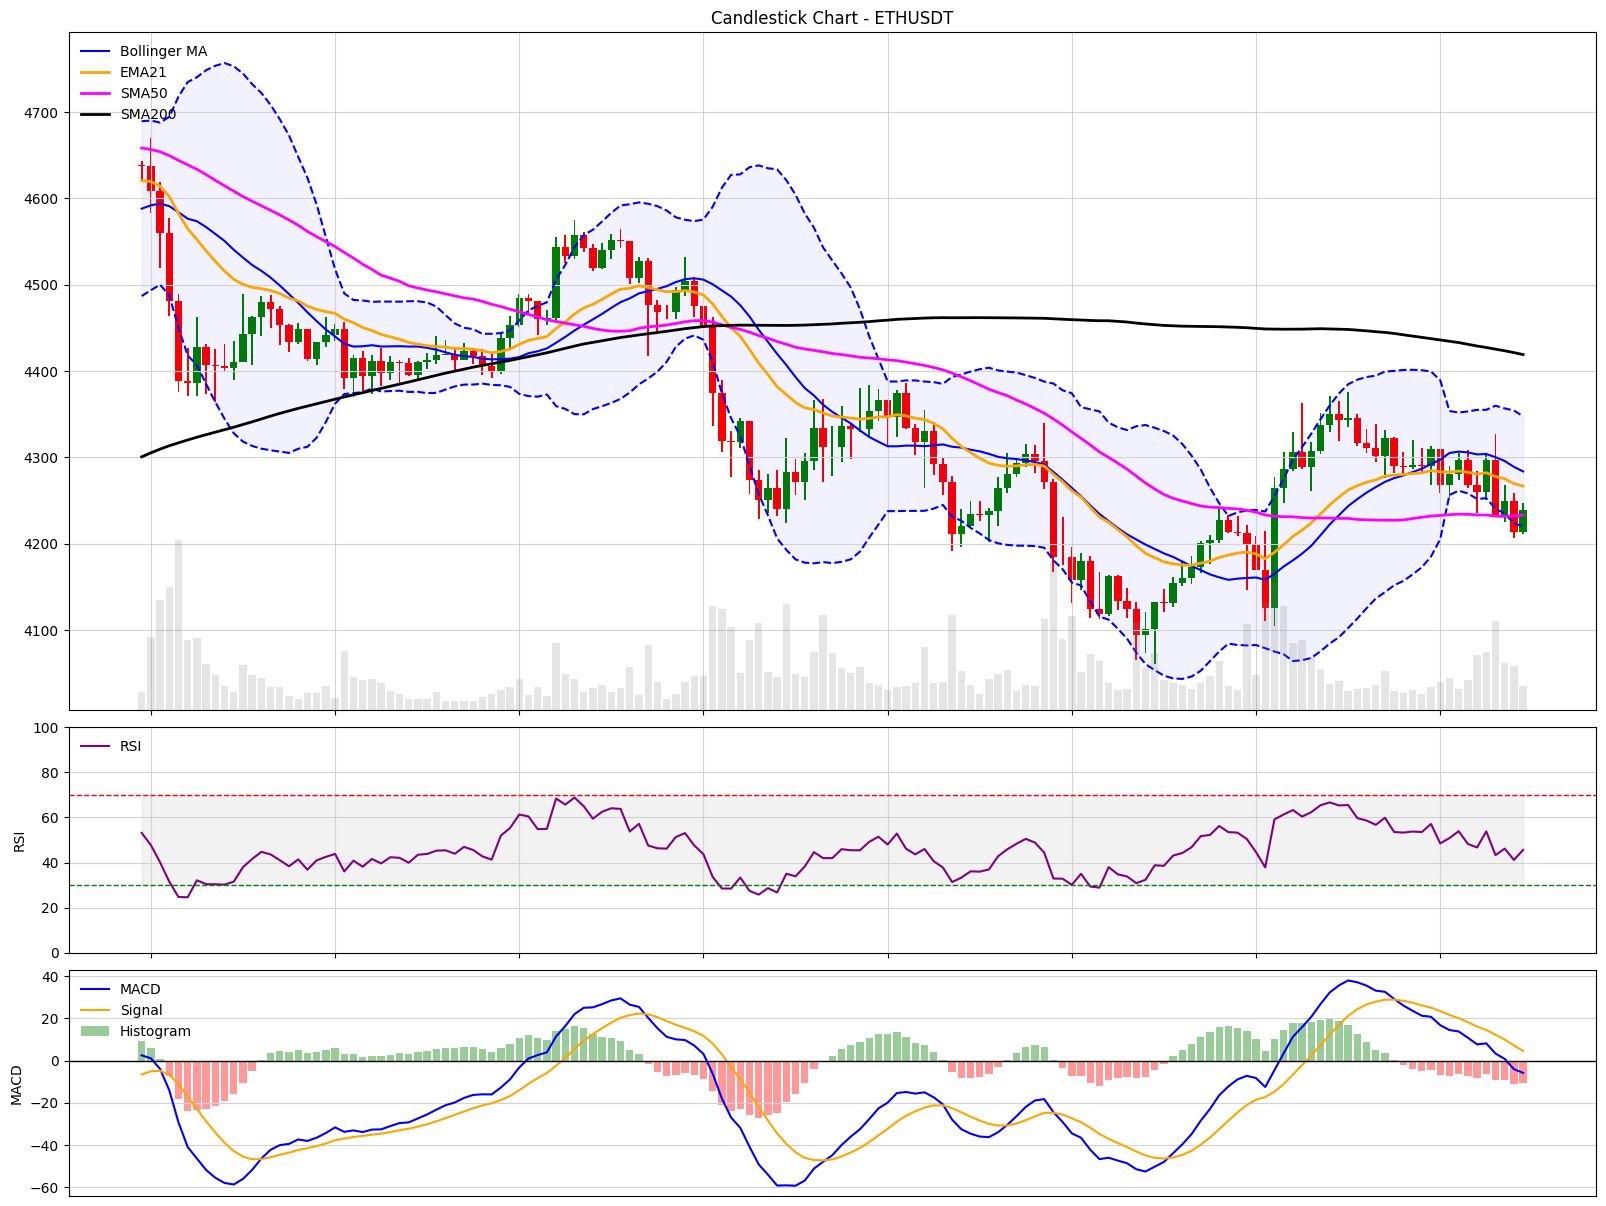 Candlestick Chart - ETHUSDT
Bollinger MA
EMA21
SMA50
SMA200
4700
4600
4500
4400
4300
4200
4100
RSI
100
80
60
40
20
0
RSI
MACD
Signal
Histogram
40
20
0
−20
−40
−60
MACD